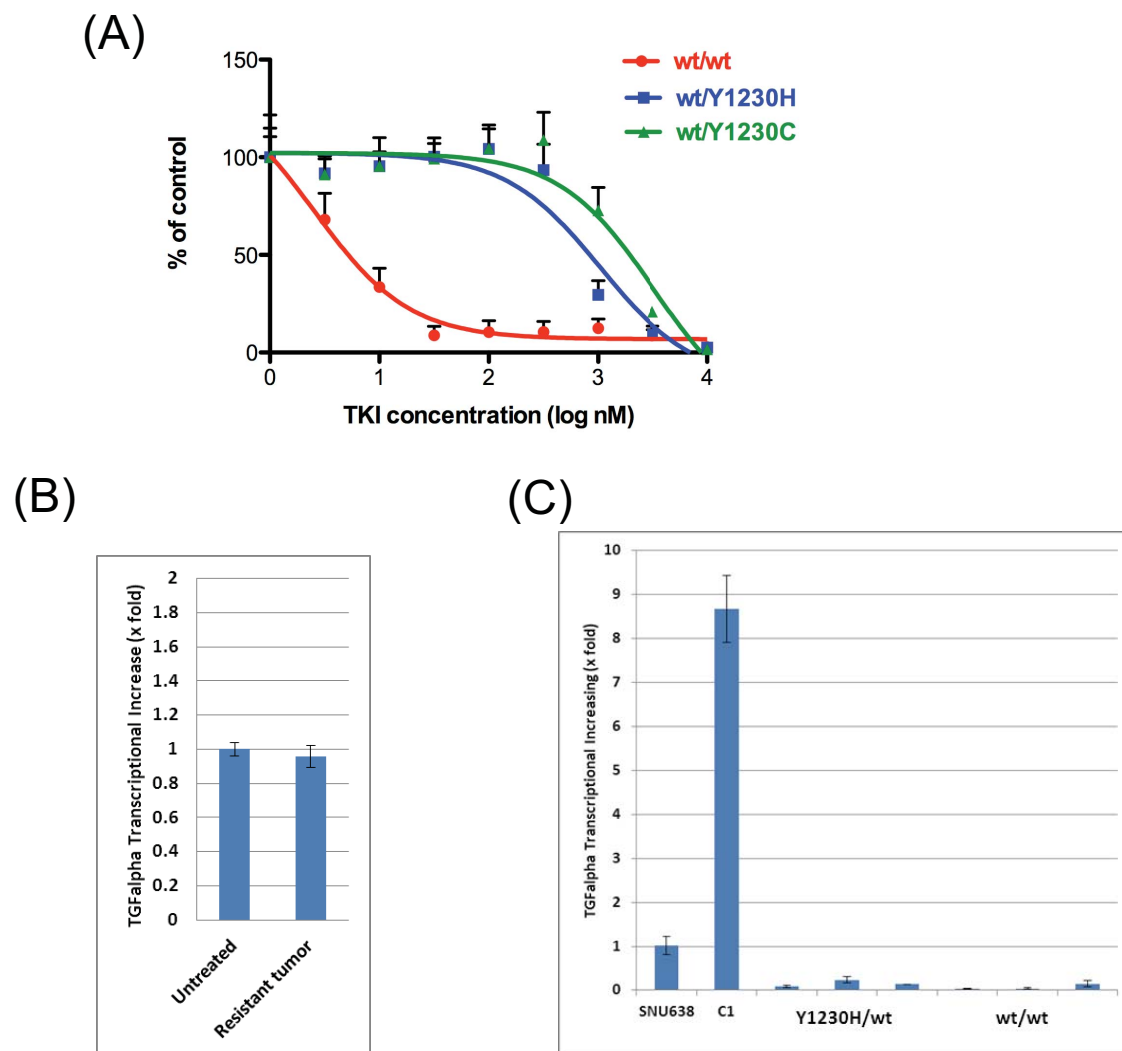 (A)
150
100
50
0
% of control
0 1 2 3 4
TKI concentration (log nM)
wt/wt
wt/Y1230H
wt/Y1230C
(B)
TGFalpha Transcriptional Increase (x fold)
2
1.8
1.6
1.4
1.2
1
0.8
0.6
0.4
0.2
0
Untreated
Resistant tumor
(C)
TGFalpha Transcriptional Increasing (x fold)
10
9
8
7
6
5
4
3
2
1
0
SNU638 C1 Y1230H/wt wt/wt